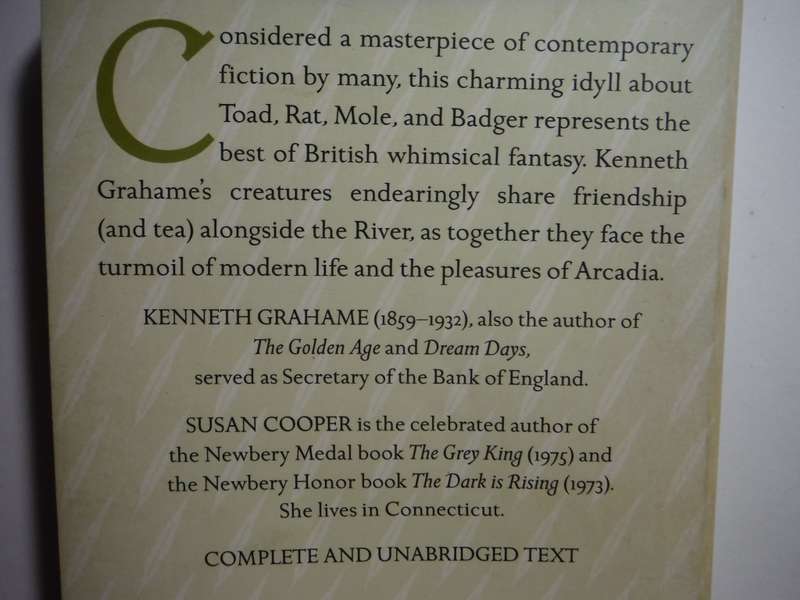 Considered a masterpiece of contemporary
fiction by many, this charming idyll about
Toad, Rat, Mole, and Badger represents the
best of British whimsical fantasy. Kenneth
Grahame's creatures endearingly share friendship
(and tea) alongside the River, as together they face the
turmoil of modern life and the pleasures of Arcadia.
KENNETH GRAHAME (1859–1932), also the author of
The Golden Age and Dream Days,
served as Secretary of the Bank of England.
SUSAN COOPER is the celebrated author of
the Newbery Medal book The Grey King (1975) and
the Newbery Honor book The Dark is Rising (1973).
She lives in Connecticut.
COMPLETE AND UNABRIDGED TEXT